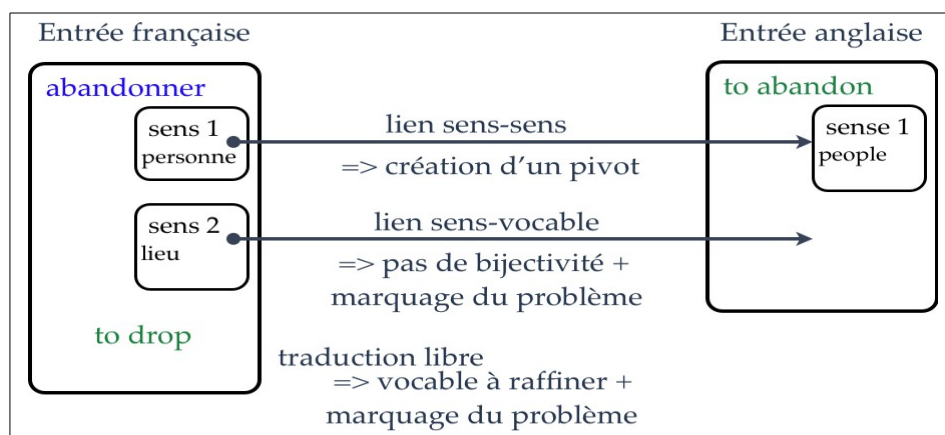 Entrée française
Entrée anglaise
abandonner
to abandon
sens 1
personne
lien sens-sens
=> création d'un pivot
sense 1
people
sens 2
lieu
lien sens-vocable
=> pas de bijectivité +
marquage du problème
to drop
traduction libre
=> vocable à raffiner +
marquage du problème